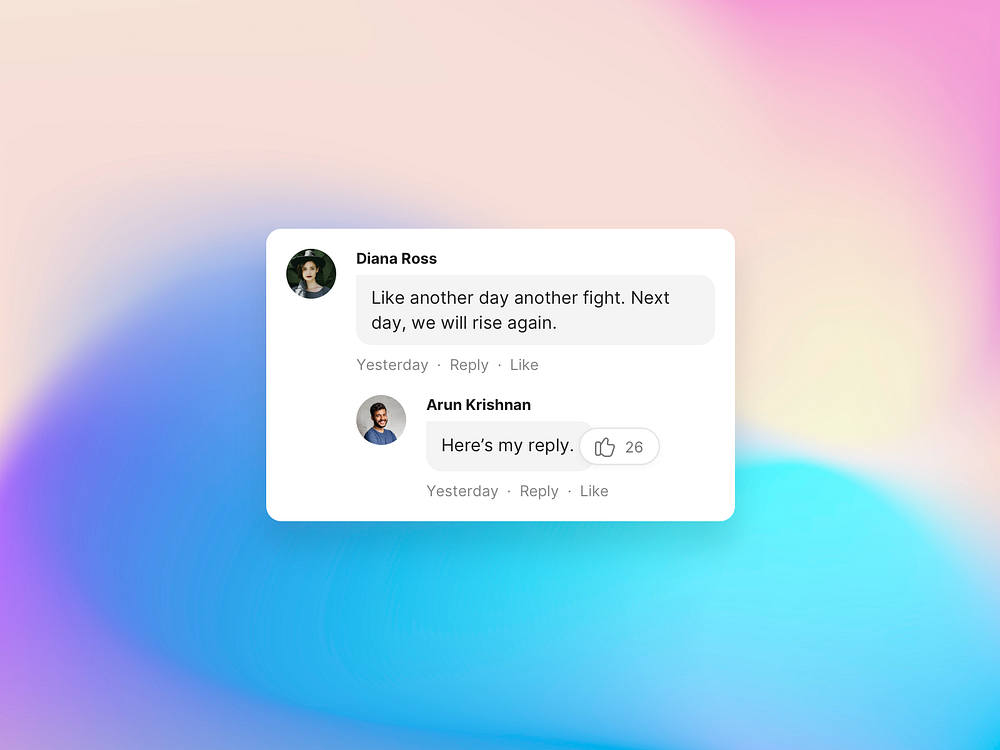 Diana Ross
Like another day another fight. Next
day, we will rise again.
Yesterday · Reply · Like
Arun Krishnan
Here’s my reply.
26
Yesterday · Reply · Like